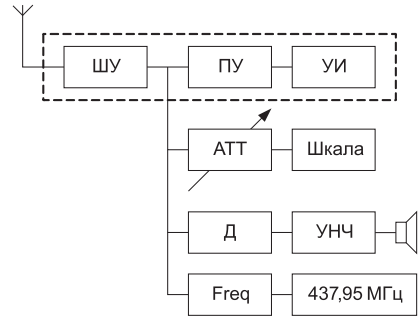 ШУ ПУ УИ
АТТ Шкала
Д УНЧ
Freq 437,95 МГц